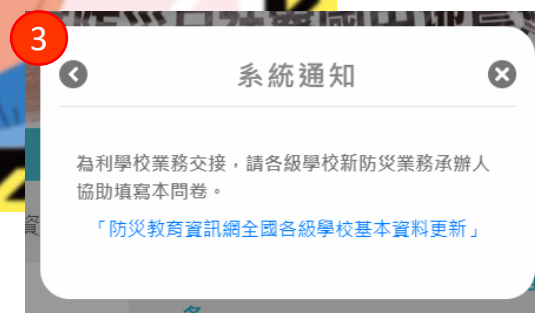 3
系統通知
為利學校業務交接，請各級學校新防災業務承辦人
協助填寫本問卷。
「防災教育資訊網全國各級學校基本資料更新」
資